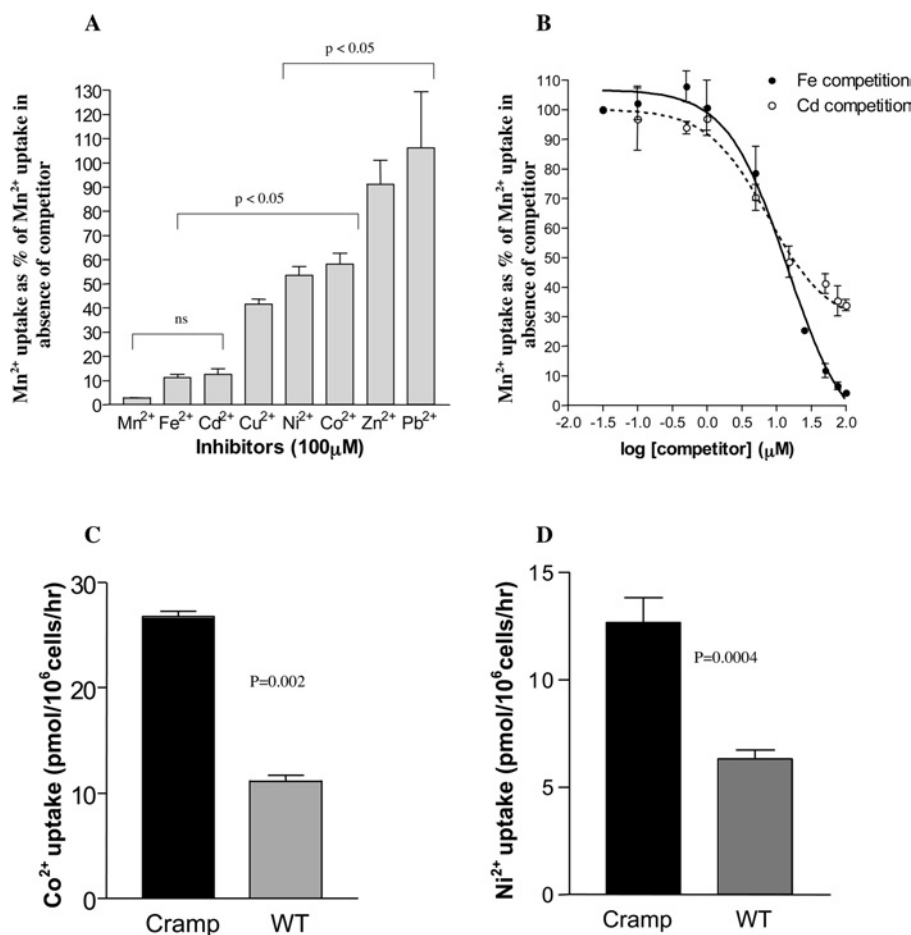 A
p < 0.05
p < 0.05
ns
Mn²⁺ uptake as % of Mn²⁺ uptake in
absence of competitor
130
120
110
100
90
80
70
60
50
40
30
20
10
0
Mn²⁺ Fe²⁺ Cd²⁺ Cu²⁺ Ni²⁺ Co²⁺ Zn²⁺ Pb²⁺
Inhibitors (100μM)
B
Fe competition
Cd competition
Mn²⁺ uptake as % of Mn²⁺ uptake in
absence of competitor
110
100
90
80
70
60
50
40
30
20
10
0
-2.0 -1.5 -1.0 -0.5 0.0 0.5 1.0 1.5 2.0
log [competitor] (μM)
C
Co²⁺ uptake (pmol/10⁶cells/hr)
30
20
10
0
P=0.002
Cramp WT
D
Ni²⁺ uptake (pmol/10⁶cells/hr)
15
10
5
0
P=0.0004
Cramp WT